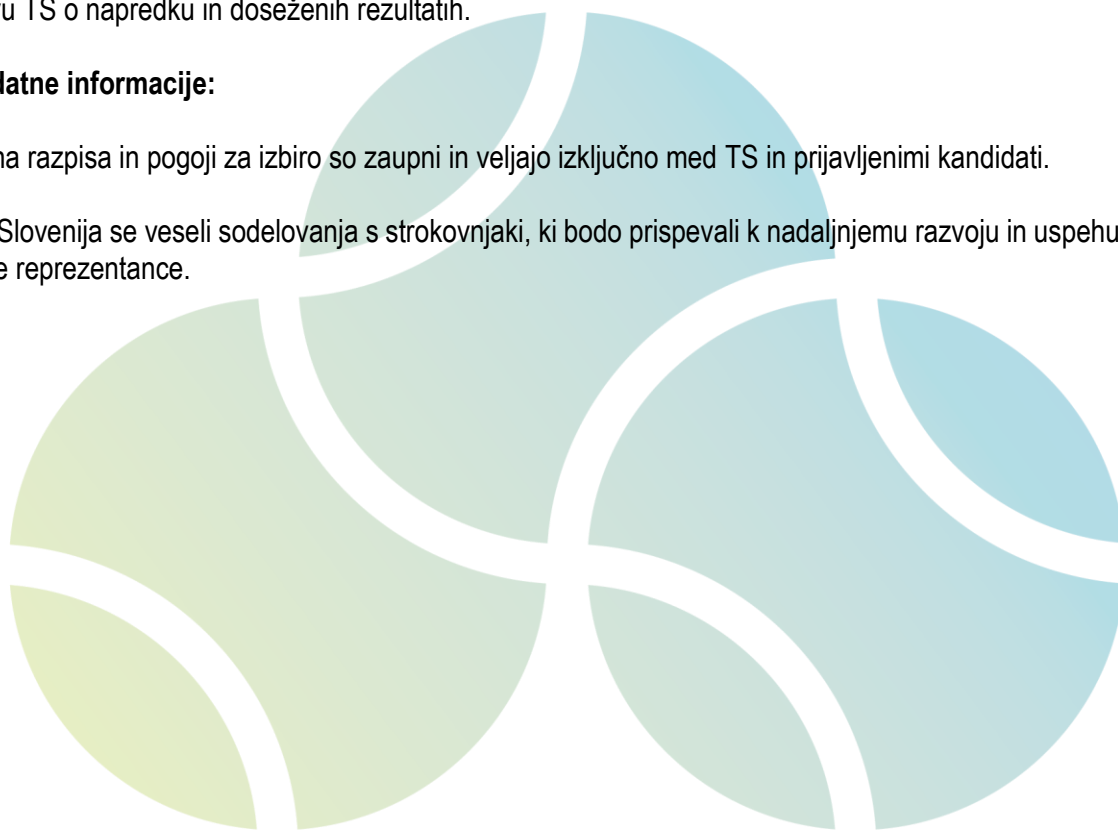 u TS o napredku in doseženih rezultatih.
datne informacije:
na razpisa in pogoji za izbiro so zaupni in veljajo izključno med TS in prijavljenimi kandidati.
Slovenija se veseli sodelovanja s strokovnjaki, ki bodo prispevali k nadaljnjemu razvoju in uspehu
e reprezentance.